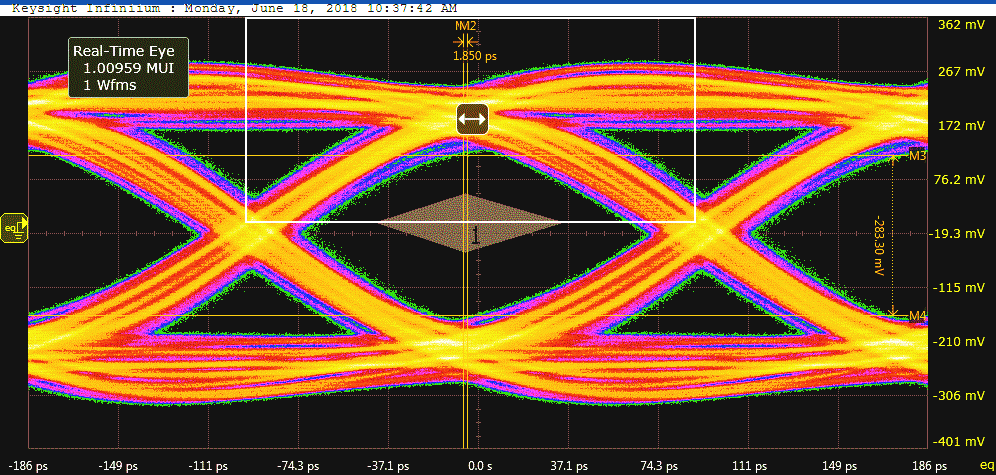 Keysight Infiniium : Monday, June 18, 2018 10:37:42 AM
362 mV
M2
Real-Time Eye
1.00959 MUI
1 Wfms
1.850 ps
267 mV
172 mV
M3
76.2 mV
eq
1
-19.3 mV
-283.30 mV
-115 mV
M4
-210 mV
-306 mV
-401 mV
-186 ps -149 ps -111 ps -74.3 ps -37.1 ps 0.0 s 37.1 ps 74.3 ps 111 ps 149 ps 186 ps eq